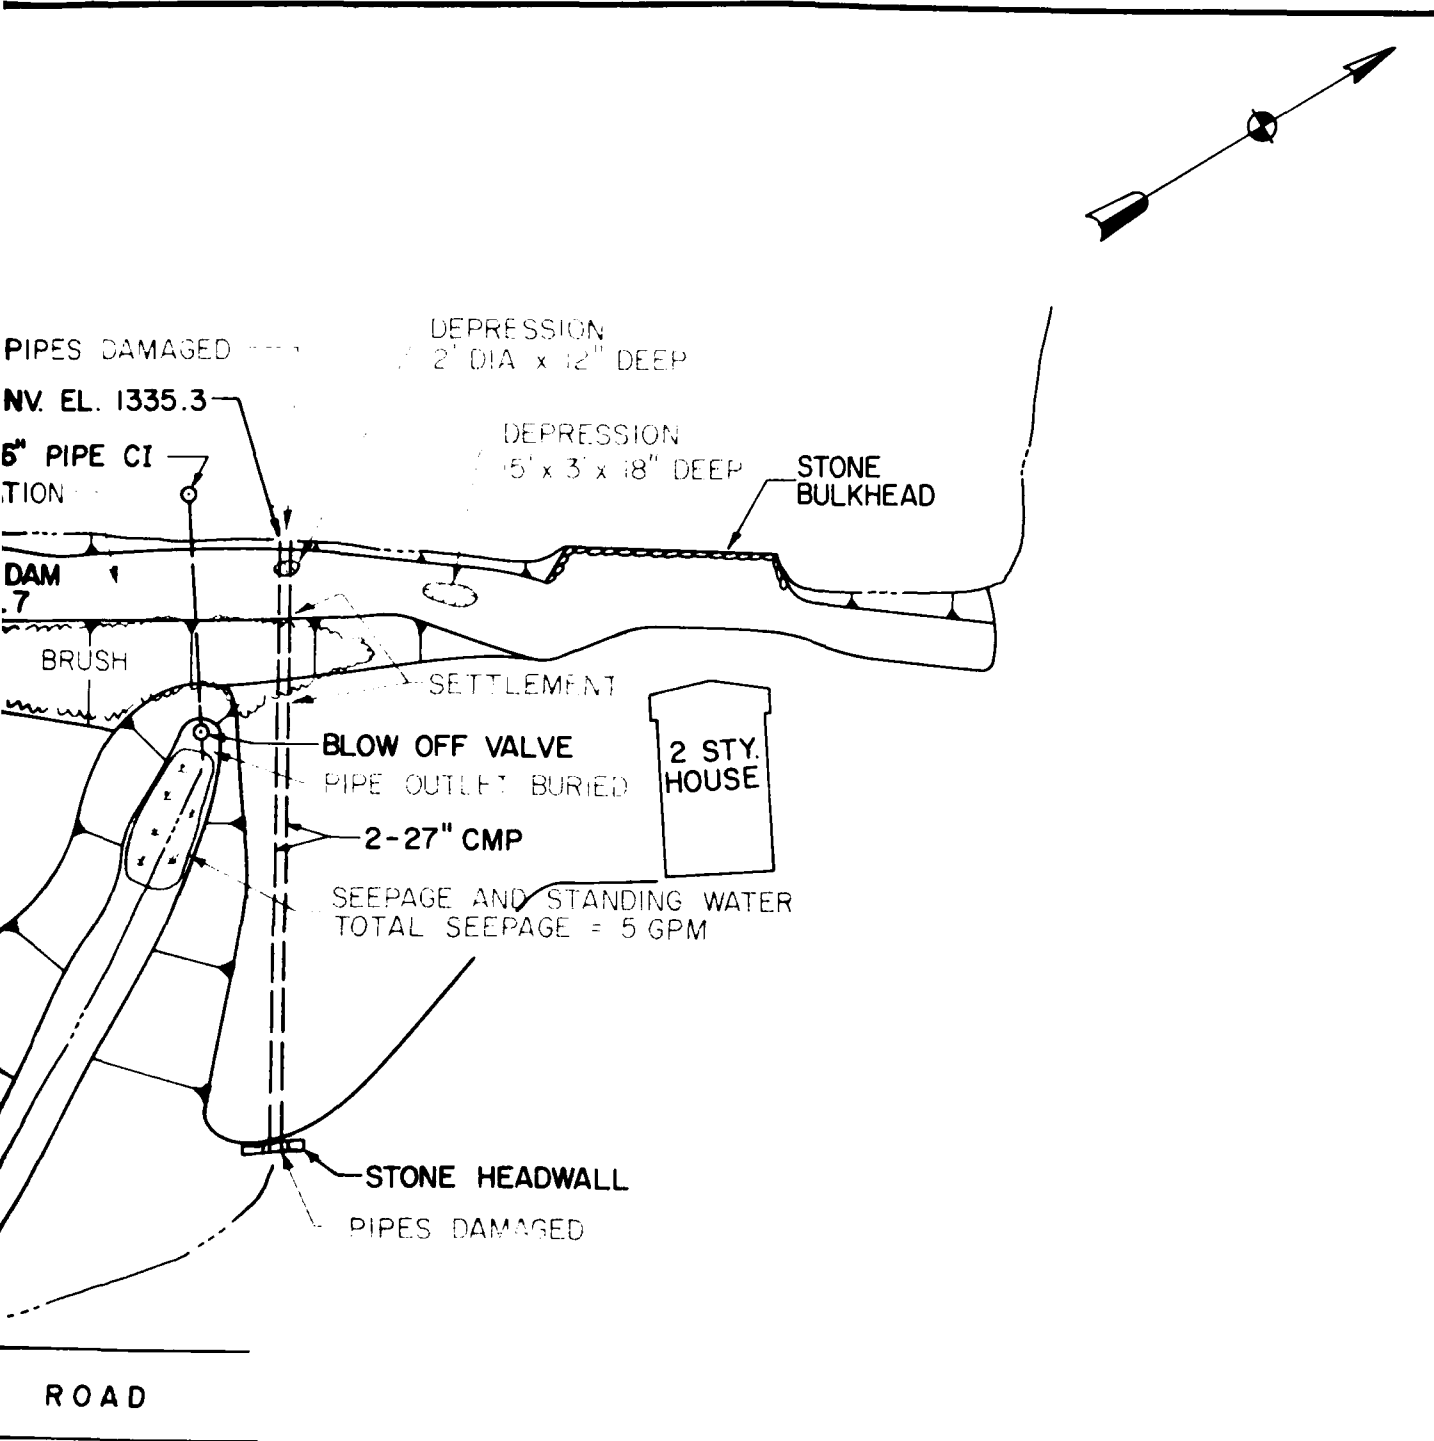 DEPRESSION
2' DIA x 12" DEEP
PIPES DAMAGED
NV. EL. 1335.3
DEPRESSION
5' x 3' x 18" DEEP
6" PIPE CI
TION
STONE
BULKHEAD
DAM
.7
BRUSH
SETTLEMENT
BLOW OFF VALVE
PIPE OUTLET BURIED
2 STY.
HOUSE
2-27" CMP
SEEPAGE AND STANDING WATER
TOTAL SEEPAGE = 5 GPM
STONE HEADWALL
PIPES DAMAGED
ROAD